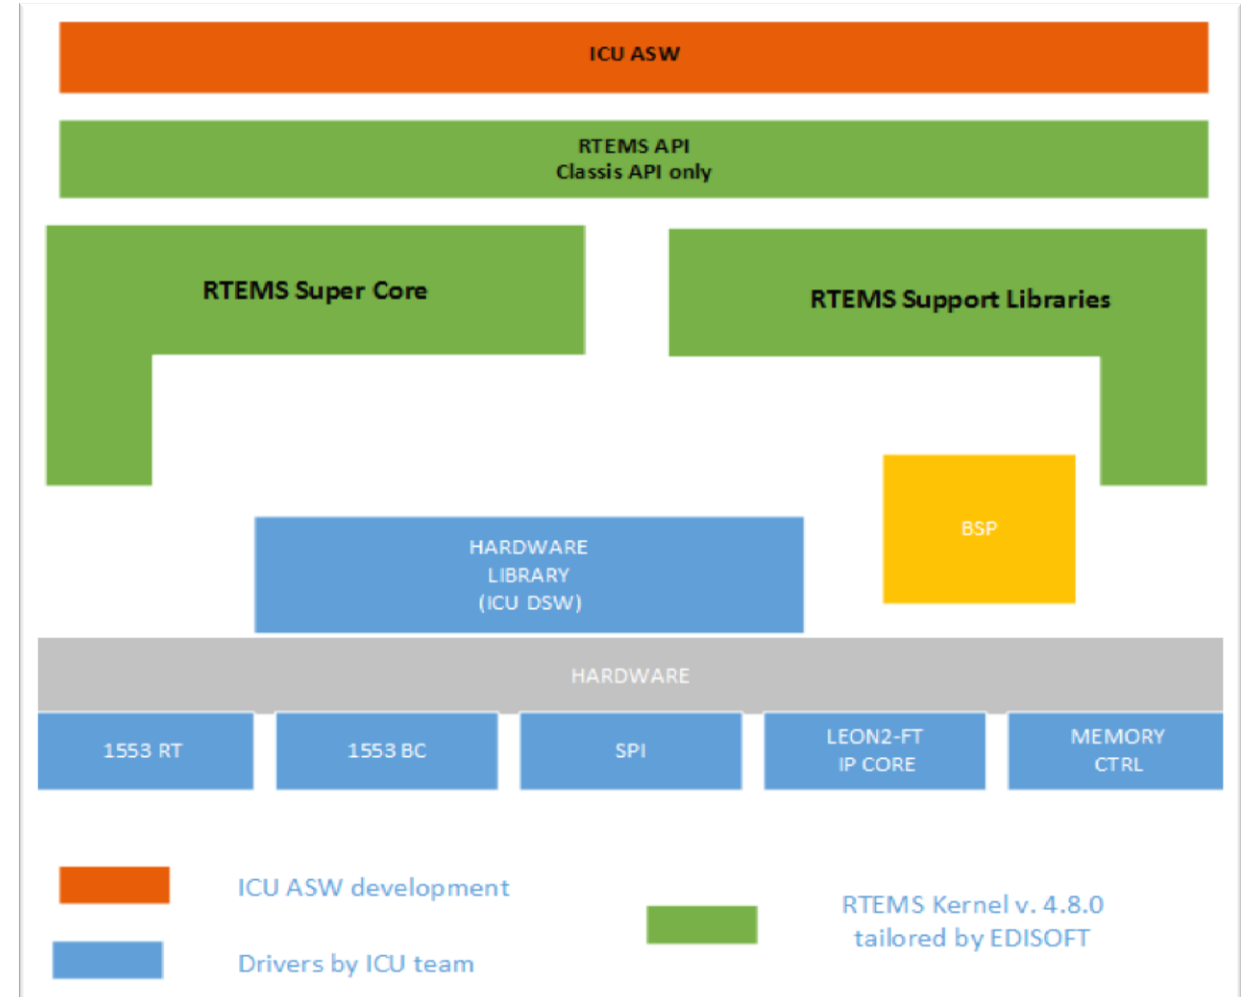 ICU ASW
RTEMS API
Classis API only
RTEMS Super Core
RTEMS Support Libraries
BSP
HARDWARE
LIBRARY
(ICU DSW)
HARDWARE
1553 RT
1553 BC
SPI
LEON2-FT
IP CORE
MEMORY
CTRL
ICU ASW development
RTEMS Kernel v. 4.8.0
tailored by EDISOFT
Drivers by ICU team